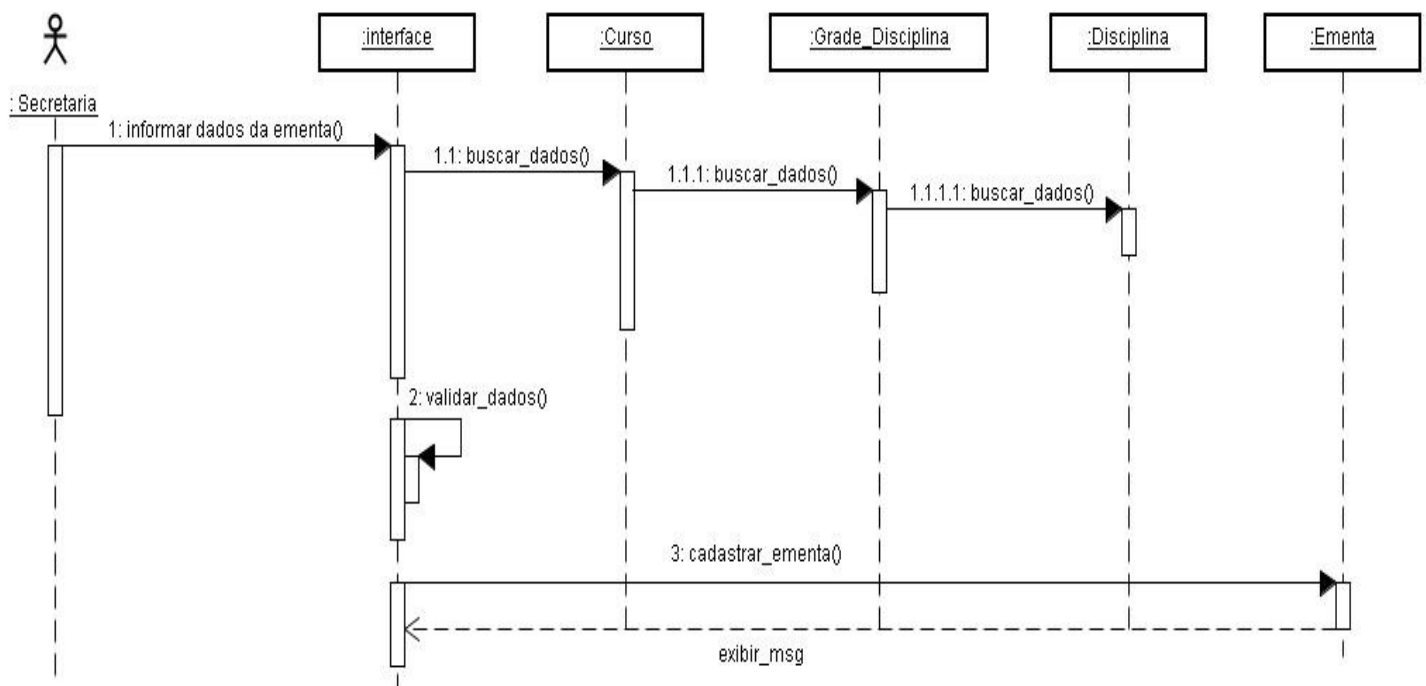 :interface
:Curso
:Grade_Disciplina
:Disciplina
:Ementa
: Secretaria
1: informar dados da ementa()
1.1: buscar_dados()
1.1.1: buscar_dados()
1.1.1.1: buscar_dados()
2: validar_dados()
3: cadastrar_ementa()
exibir_msg